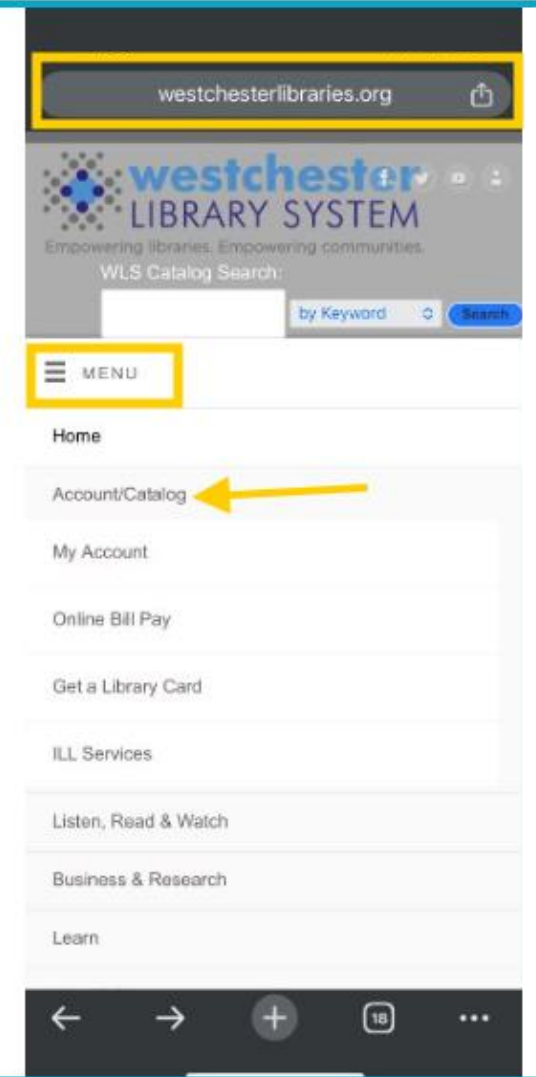 westchesterlibraries.org
westchester
LIBRARY SYSTEM
Empowering libraries. Empowering communities.
WLS Catalog Search:
by Keyword
Search
MENU
Home
Account/Catalog
My Account
Online Bill Pay
Get a Library Card
ILL Services
Listen, Read & Watch
Business & Research
Learn
18